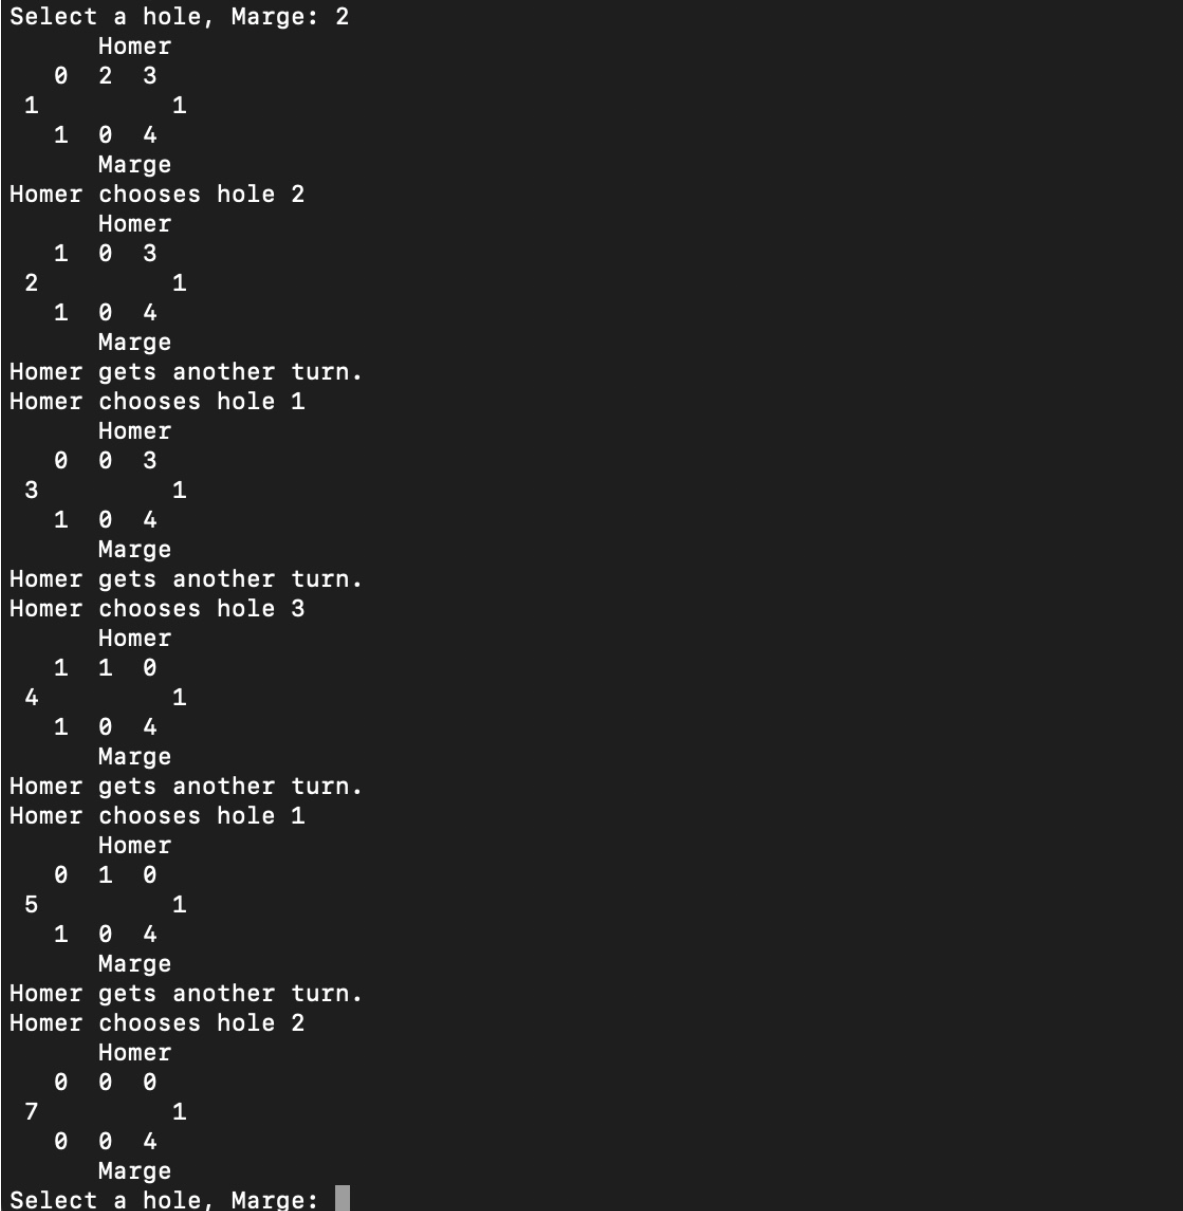 Select a hole, Marge: 2
      Homer
   0  2  3
 1         1
   1  0  4
      Marge
Homer chooses hole 2
      Homer
   1  0  3
 2         1
   1  0  4
      Marge
Homer gets another turn.
Homer chooses hole 1
      Homer
   0  0  3
 3         1
   1  0  4
      Marge
Homer gets another turn.
Homer chooses hole 3
      Homer
   1  1  0
 4         1
   1  0  4
      Marge
Homer gets another turn.
Homer chooses hole 1
      Homer
   0  1  0
 5         1
   1  0  4
      Marge
Homer gets another turn.
Homer chooses hole 2
      Homer
   0  0  0
 7         1
   0  0  4
      Marge
Select a hole, Marge: